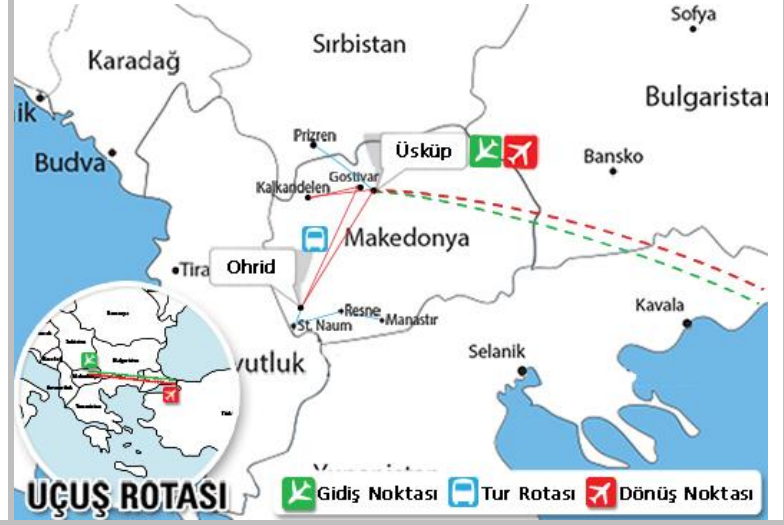 Sofya
Sırbistan
Karadağ
Bulgaristan
ik
Prizren
Üsküp
Budva
Bansko
Gostivar
Kalkandelen
Makedonya
Ohrid
Tira
Resne
Kavala
Manastır
St. Naum
Selanik
vutluk
UÇUŞ ROTASI
Gidiş Noktası
Tur Rotası
Dönüş Noktası